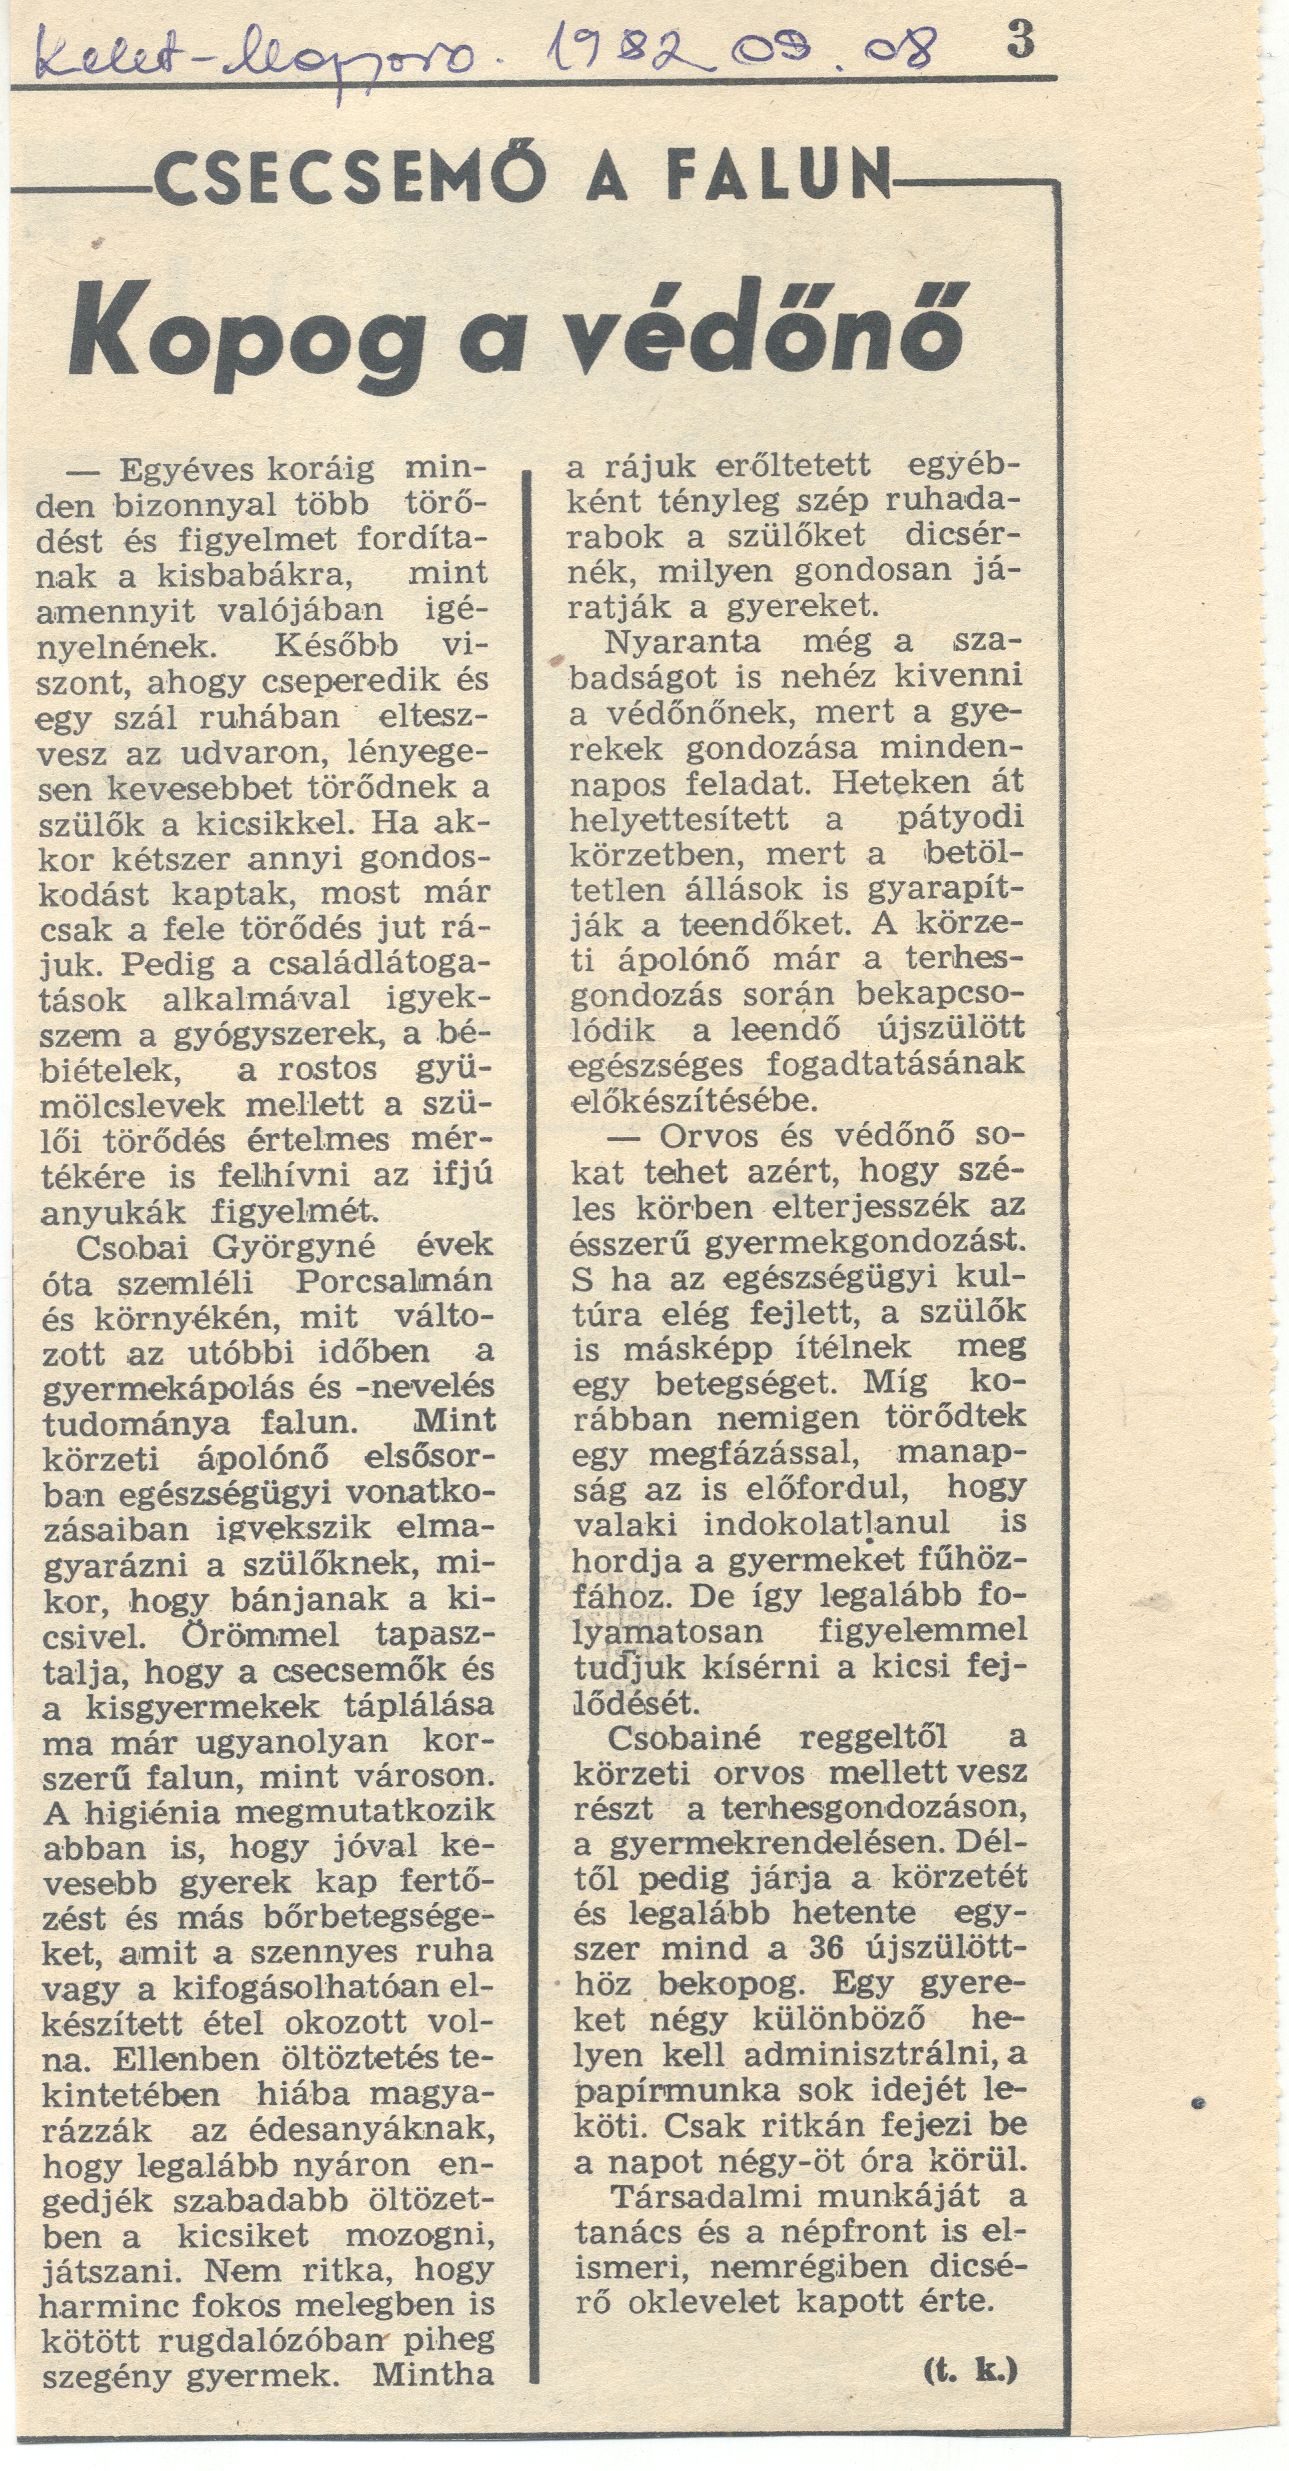 Kelet-Magyaro. 1982 09. 08
3
CSECSEMŐ A FALUN
Kopog a védőnő
— Egyéves koráig min-
den bizonnyal több törő-
dést és figyelmet fordíta-
nak a kisbabákra, mint
amennyit valójában igé-
nyelnének. Később vi-
szont, ahogy cseperedik és
egy szál ruhában eltesz-
vesz az udvaron, lényege-
sen kevesebbet törődnek a
szülők a kicsikkel. Ha ak-
kor kétszer annyi gondos-
kodást kaptak, most már
csak a fele törődés jut rá-
juk. Pedig a családlátoga-
tások alkalmával igyek-
szem a gyógyszerek, a bé-
biételek, a rostos gyü-
mölcslevek mellett a szü-
lői törődés értelmes mér-
tékére is felhívni az ifjú
anyukák figyelmét.
Csobai Györgyné évek
óta szemléli Porcsalmán
és környékén, mit válto-
zott az utóbbi időben a
gyermekápolás és -nevelés
tudománya falun. Mint
körzeti ápolónő elsősor-
ban egészségügyi vonatko-
zásaiban igvekszik elma-
gyarázni a szülőknek, mi-
kor, hogy bánjanak a ki-
csivel. Örömmel tapasz-
talja, hogy a csecsemők és
a kisgyermekek táplálása
ma már ugyanolyan kor-
szerű falun, mint városon.
A higiénia megmutatkozik
abban is, hogy jóval ke-
vesebb gyerek kap fertő-
zést és más bőrbetegsége-
ket, amit a szennyes ruha
vagy a kifogásolhatóan el-
készített étel okozott vol-
na. Ellenben öltöztetés te-
kintetében hiába magya-
rázzák az édesanyáknak,
hogy legalább nyáron en-
gedjék szabadabb öltözet-
ben a kicsiket mozogni,
játszani. Nem ritka, hogy
harminc fokos melegben is
kötött rugdalózóban piheg
szegény gyermek. Mintha
a rájuk erőltetett egyéb-
ként tényleg szép ruhada-
rabok a szülőket dicsér-
nék, milyen gondosan já-
ratják a gyereket.
Nyaranta még a sza-
badságot is nehéz kivenni
a védőnőnek, mert a gye-
rekek gondozása minden-
napos feladat. Heteken át
helyettesített a pátyodi
körzetben, mert a betöl-
tetlen állások is gyarapít-
ják a teendőket. A körze-
ti ápolónő már a terhes-
gondozás során bekapcso-
lódik a leendő újszülött
egészséges fogadtatásának
előkészítésébe.
— Orvos és védőnő so-
kat tehet azért, hogy szé-
les körben elterjesszék az
ésszerű gyermekgondozást.
S ha az egészségügyi kul-
túra elég fejlett, a szülők
is másképp ítélnek meg
egy betegséget. Míg ko-
rábban nemigen törődtek
egy megfázással, manap-
ság az is előfordul, hogy
valaki indokolatlanul is
hordja a gyermeket fűhöz-
fához. De így legalább fo-
lyamatosan figyelemmel
tudjuk kísérni a kicsi fej-
lődését.
Csobainé reggeltől a
körzeti orvos mellett vesz
részt a terhesgondozáson,
a gyermekrendelésen. Dél-
től pedig járja a körzetét
és legalább hetente egy-
szer mind a 36 újszülött-
höz bekopog. Egy gyere-
ket négy különböző he-
lyen kell adminisztrálni, a
papírmunka sok idejét le-
köti. Csak ritkán fejezi be
a napot négy-öt óra körül.
Társadalmi munkáját a
tanács és a népfront is el-
ismeri, nemrégiben dicsé-
rő oklevelet kapott érte.
(t. k.)